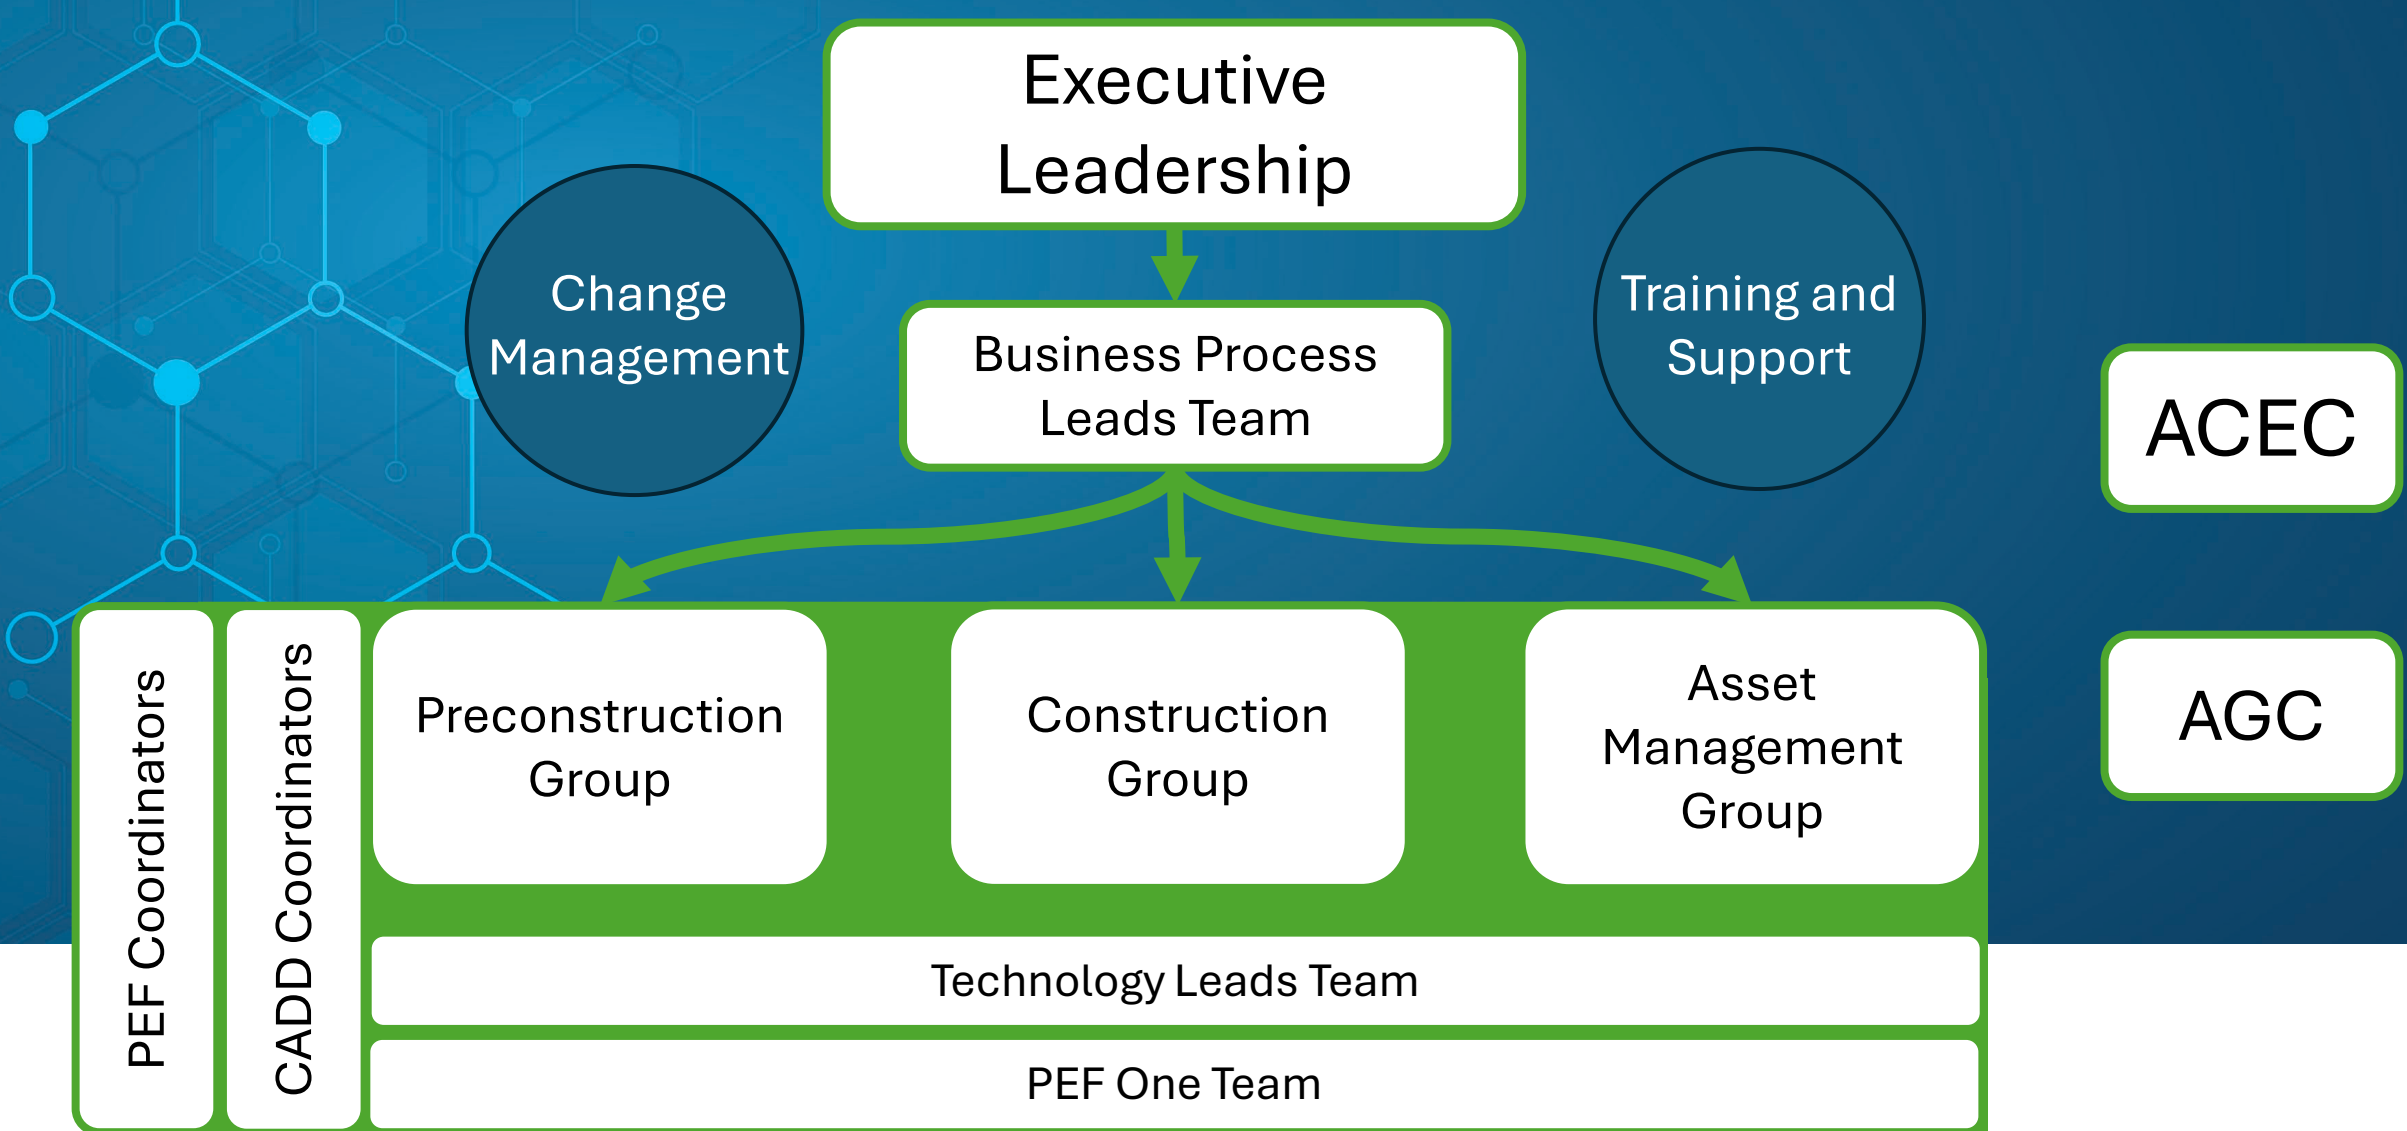 Executive
Leadership
Change
Management
Training and
Support
Business Process
Leads Team
ACEC
AGC
PEF Coordinators
CADD Coordinators
Preconstruction
Group
Construction
Group
Asset
Management
Group
Technology Leads Team
PEF One Team